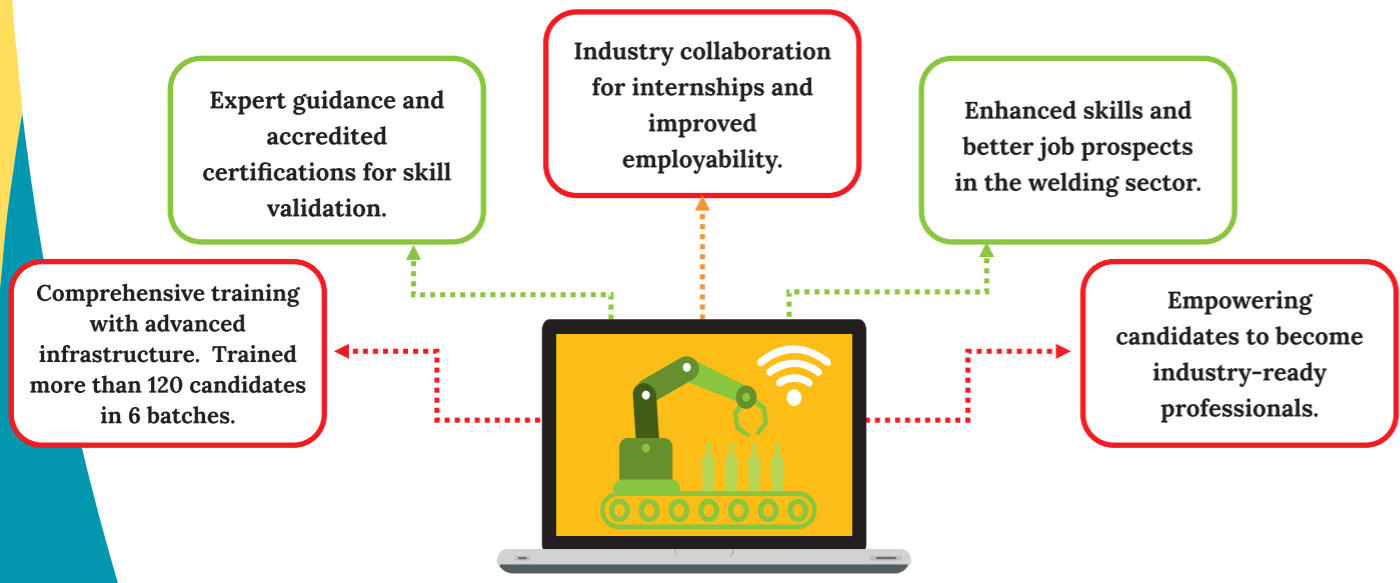 Comprehensive training
with advanced
infrastructure. Trained
more than 120 candidates
in 6 batches.
Expert guidance and
accredited
certifications for skill
validation.
Industry collaboration
for internships and
improved
employability.
Enhanced skills and
better job prospects
in the welding sector.
Empowering
candidates to become
industry-ready
professionals.